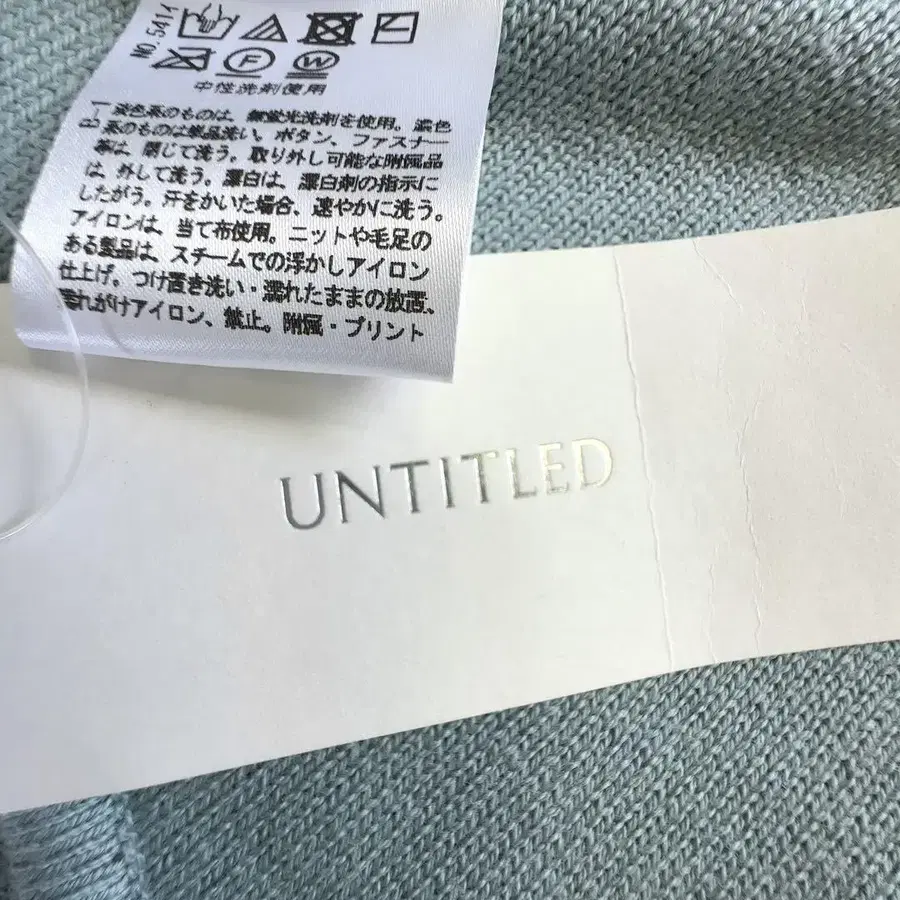 NO.541イ
中性洗剤使用
淡色系のものは、無蛍光洗剤を使用。濃色
系のものは単品洗い。ボタン、ファスナー
等は、閉じて洗う。取り外し可能な附属品
は、外して洗う。漂白は、漂白剤の指示に
したがう。汗をかいた場合、速やかに洗う。
アイロンは、当て布使用。ニットや毛足の
ある製品は、スチームでの浮かしアイロン
仕上げ。つけ置き洗い・濡れたままの放置、
濡れがけアイロン、禁止。附属・プリント
UNTITLED